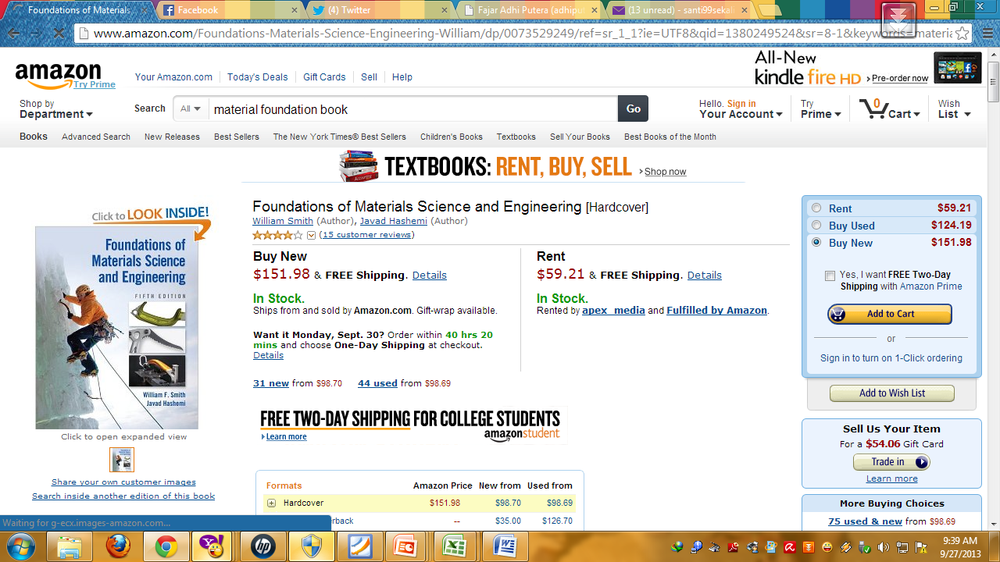 Foundations of Materials
Facebook
(4) Twitter
Fajar Adhi Putera (adhiput
(13 unread) - santi99sekali
www.amazon.com/Foundations-Materials-Science-Engineering-William/dp/0073529249/ref=sr_1_1?ie=UTF8&qid=1380249524&sr=8-1&keywords=materia
amazon
Try Prime
Your Amazon.com
Today's Deals
Gift Cards
Sell
Help
All-New
kindle fire HD
Pre-order now
Shop by
Department
Search
All
material foundation book
Go
Hello. Sign in
Your Account
Try
Prime
0
Cart
Wish
List
Books
Advanced Search
New Releases
Best Sellers
The New York Times® Best Sellers
Children's Books
Textbooks
Sell Your Books
Best Books of the Month
TEXTBOOKS: RENT, BUY, SELL
Shop now
Click to LOOK INSIDE!
Foundations of
Materials Science
and Engineering
FIFTH EDITION
William F. Smith
Javad Hashemi
Click to open expanded view
Share your own customer images
Search inside another edition of this book
Foundations of Materials Science and Engineering [Hardcover]
William Smith (Author), Javad Hashemi (Author)
(15 customer reviews)
Buy New
$151.98 & FREE Shipping. Details
In Stock.
Ships from and sold by Amazon.com. Gift-wrap available.
Want it Monday, Sept. 30? Order within 40 hrs 20
mins and choose One-Day Shipping at checkout.
Details
Rent
$59.21 & FREE Shipping. Details
In Stock.
Rented by apex_media and Fulfilled by Amazon.
31 new from $98.70 44 used from $98.69
FREE TWO-DAY SHIPPING FOR COLLEGE STUDENTS
Learn more
amazonstudent
Formats Amazon Price New from Used from
Hardcover $151.98 $98.70 $98.69
rback -- $35.00 $126.70
Rent $59.21
Buy Used $124.19
Buy New $151.98
Yes, I want FREE Two-Day
Shipping with Amazon Prime
Add to Cart
or
Sign in to turn on 1-Click ordering
Add to Wish List
Sell Us Your Item
For a $54.06 Gift Card
Trade in
Learn more
More Buying Choices
75 used & new from $98.69
Waiting for g-ecx.images-amazon.com...
9:39 AM
9/27/2013